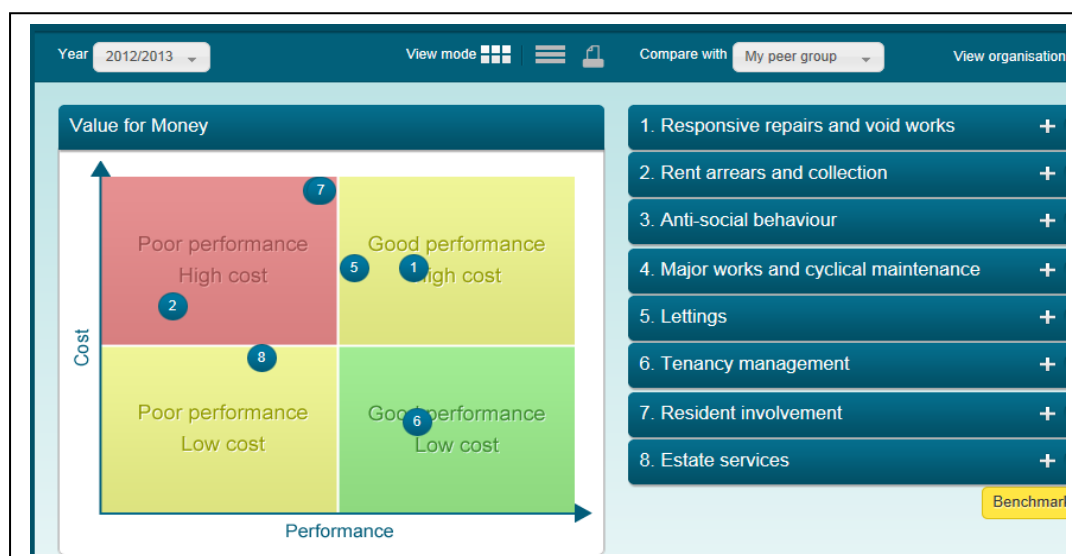 Year 2012/2013 View mode Compare with My peer group View organisation
Value for Money
Poor performance
High cost
Good performance
High cost
Poor performance
Low cost
Good performance
Low cost
7
5
1
2
8
6
Cost
Performance
1. Responsive repairs and void works +
2. Rent arrears and collection +
3. Anti-social behaviour +
4. Major works and cyclical maintenance +
5. Lettings +
6. Tenancy management +
7. Resident involvement +
8. Estate services +
Benchmark